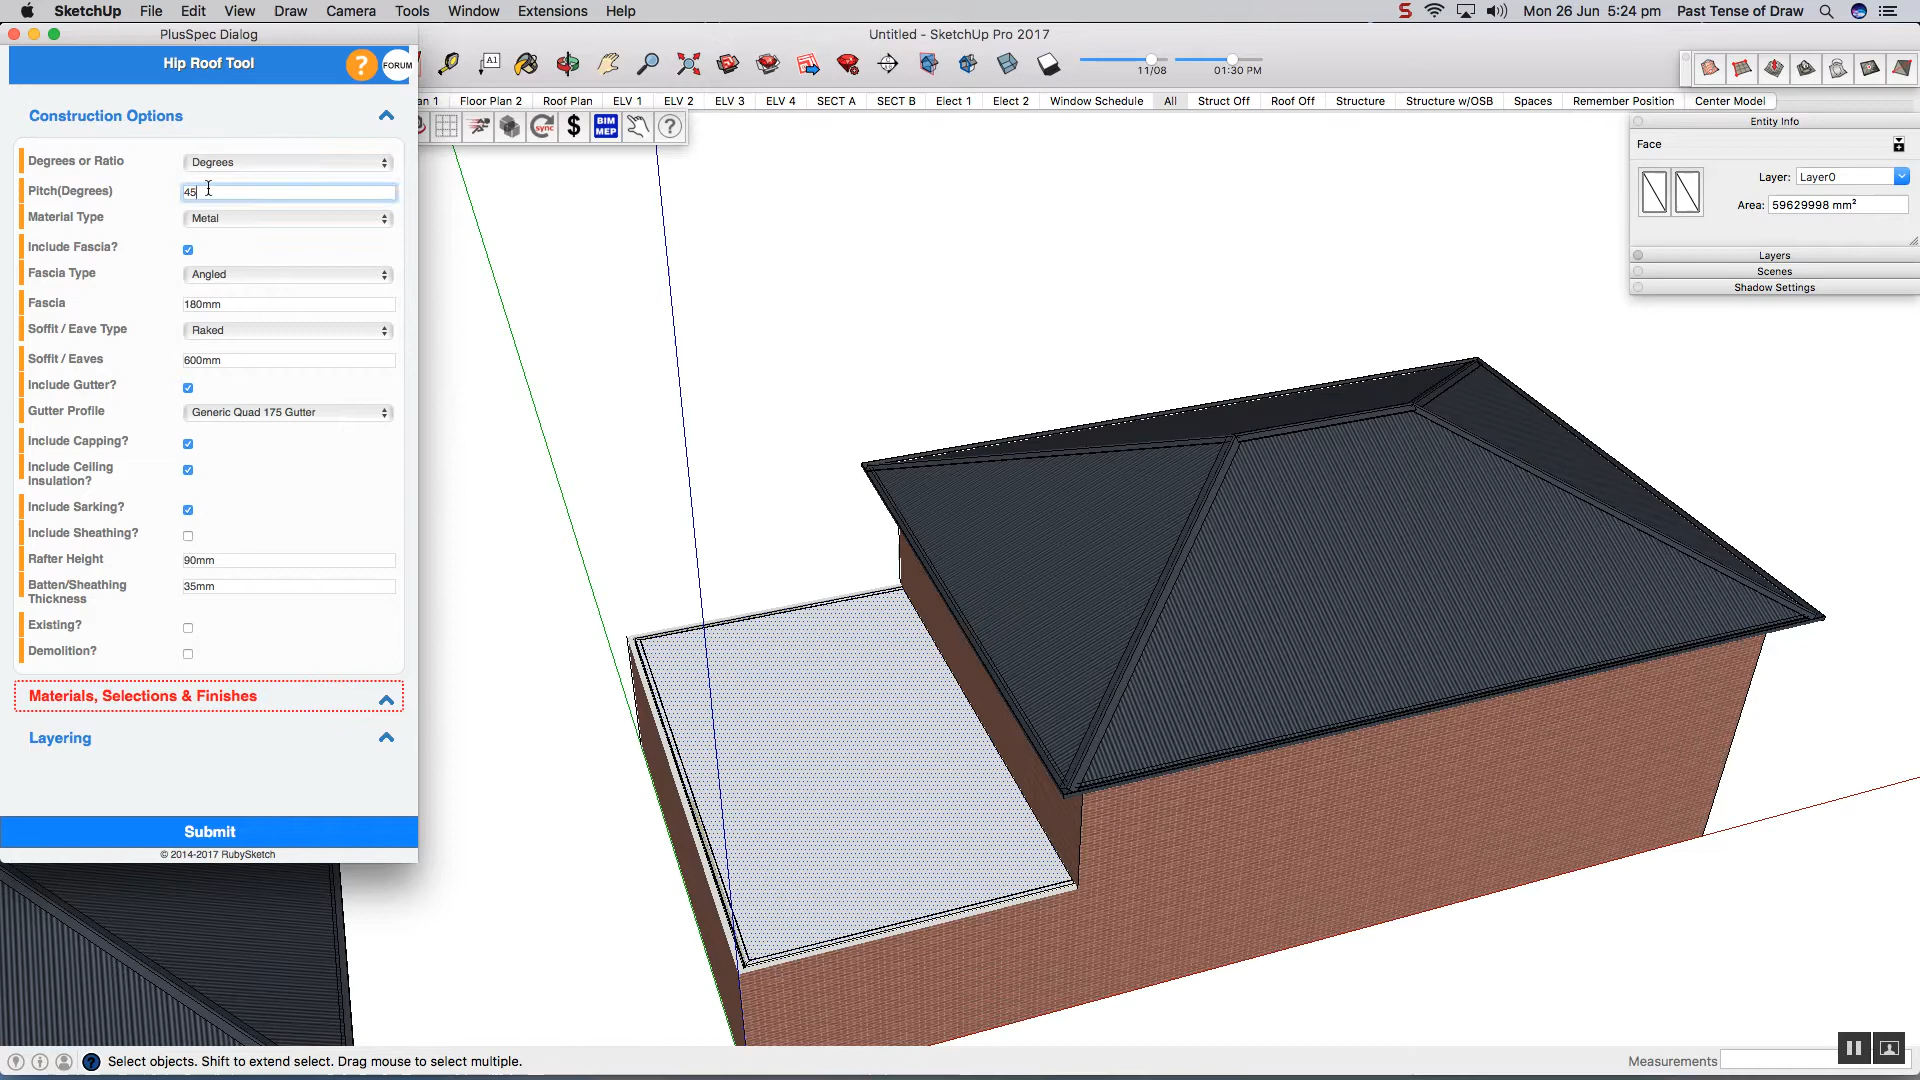 SketchUp File Edit View Draw Camera Tools Window Extensions Help
Mon 26 Jun 5:24 pm Past Tense of Draw
PlusSpec Dialog
Untitled - SketchUp Pro 2017
Hip Roof Tool ? FORUM
A1
11/08 01:30 PM
Floor Plan 2 Roof Plan ELV 1 ELV 2 ELV 3 ELV 4 SECT A SECT B Elect 1 Elect 2 Window Schedule All Struct Off Roof Off Structure Structure w/OSB Spaces Remember Position Center Model
sync $ BIM MEP ?
Construction Options
Degrees or Ratio Degrees
Pitch(Degrees) 45
Material Type Metal
Include Fascia?
Fascia Type Angled
Fascia 180mm
Soffit / Eave Type Raked
Soffit / Eaves 600mm
Include Gutter?
Gutter Profile Generic Quad 175 Gutter
Include Capping?
Include Ceiling
Insulation?
Include Sarking?
Include Sheathing?
Rafter Height 90mm
Batten/Sheathing
Thickness 35mm
Existing?
Demolition?
Materials, Selections & Finishes
Layering
Submit
© 2014-2017 RubySketch
Entity Info
Face
Layer: Layer0
Area: 59629998 mm²
Layers
Scenes
Shadow Settings
? Select objects. Shift to extend select. Drag mouse to select multiple.
Measurements